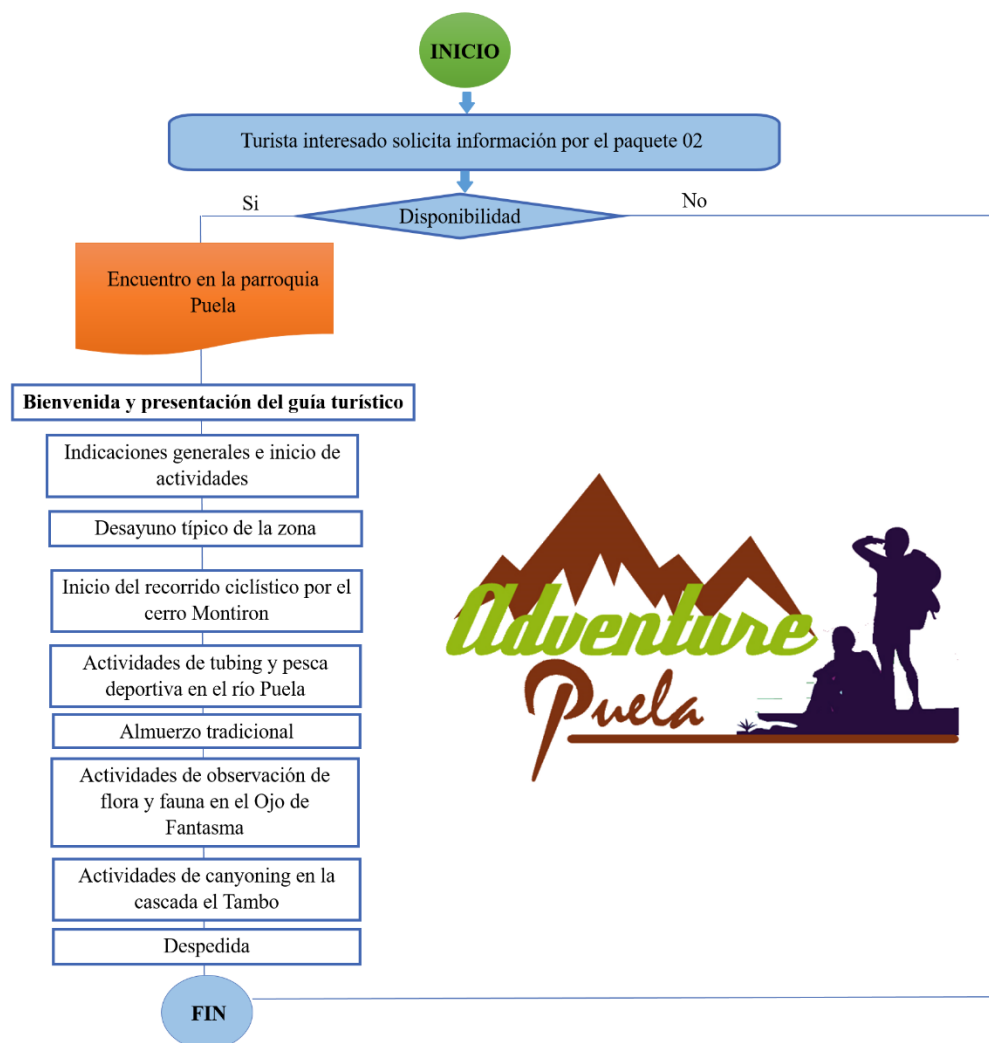 INICIO
Turista interesado solicita información por el paquete 02
Si
No
Disponibilidad
Encuentro en la parroquia
Puela
Bienvenida y presentación del guía turístico
Indicaciones generales e inicio de
actividades
Desayuno típico de la zona
Inicio del recorrido ciclístico por el
cerro Montiron
Actividades de tubing y pesca
deportiva en el río Puela
Almuerzo tradicional
Actividades de observación de
flora y fauna en el Ojo de
Fantasma
Actividades de canyoning en la
cascada el Tambo
Despedida
FIN
Adventure
Puela